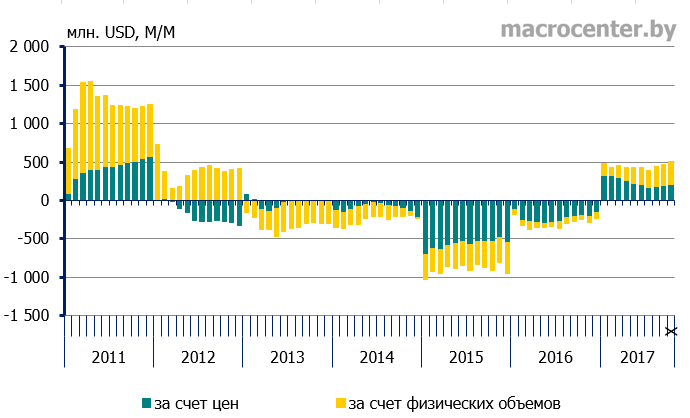 млн. USD, M/M
macrocenter.by
2 000
1 500
1 000
500
0
-500
-1 000
-1 500
X
2011 2012 2013 2014 2015 2016 2017
за счет цен за счет физических объемов